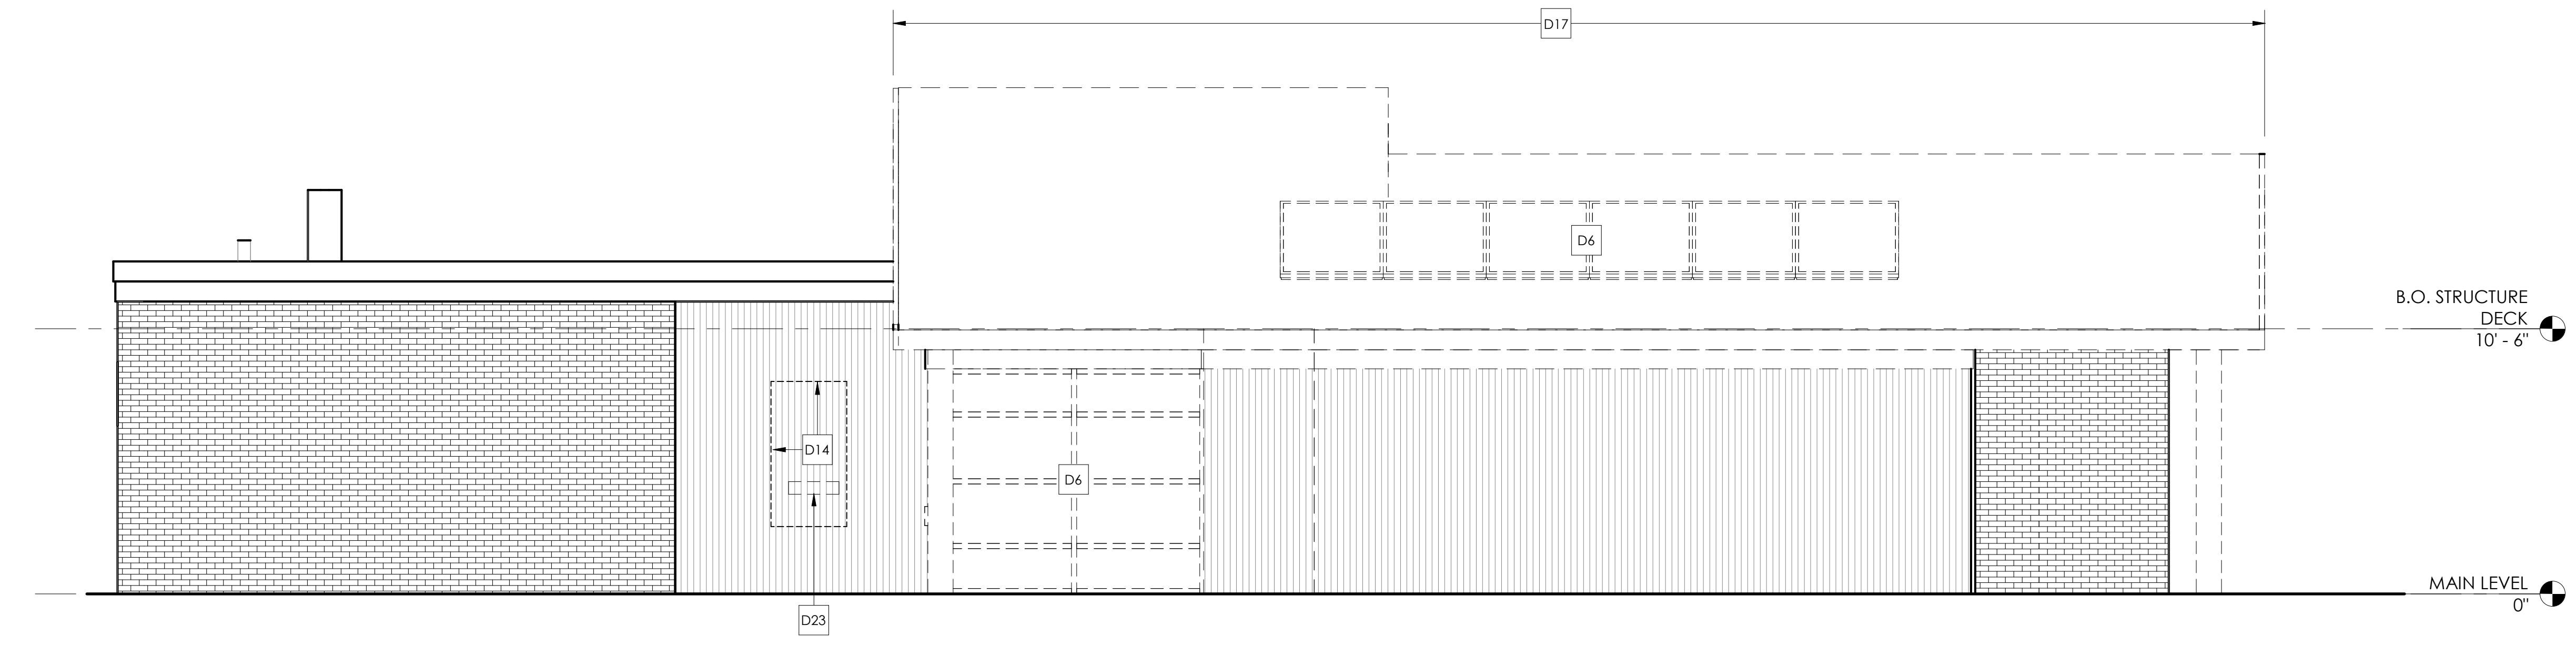 D17
D6
B.O. STRUCTURE
DECK
10' - 6"
D14
D6
MAIN LEVEL
0"
D23